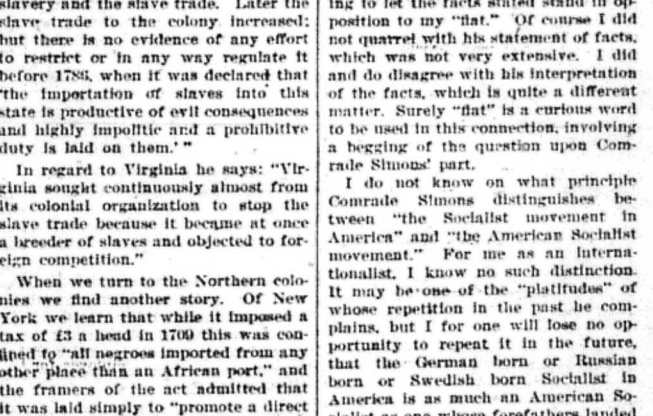 slavery and the slave trade. Later the
slave trade to the colony increased;
but there is no evidence of any effort
to restrict or in any way regulate it
before 1786, when it was declared that
'the importation of slaves into this
state is productive of evil consequences
and highly impolitic and a prohibitive
duty is laid on them.'"
In regard to Virginia he says: "Vir-
ginia sought continuously almost from
its colonial organization to stop the
slave trade because it became at once
a breeder of slaves and objected to for-
eign competition."
When we turn to the Northern colo-
nies we find another story. Of New
York we learn that while it imposed a
tax of £3 a head in 1709 this was con-
fined to "all negroes imported from any
other place than an African port," and
the framers of the act admitted that
it was laid simply to "promote a direct
ing to let the facts stated stand in op-
position to my "fiat." Of course I did
not quarrel with his statement of facts,
which was not very extensive. I did
and do disagree with his interpretation
of the facts, which is quite a different
matter. Surely "fiat" is a curious word
to be used in this connection, involving
a begging of the question upon Com-
rade Simons' part.
I do not know on what principle
Comrade Simons distinguishes be-
tween "the Socialist movement in
America" and "the American Socialist
movement." For me as an Interna-
tionalist, I know no such distinction.
It may be one of the "platitudes" of
whose repetition in the past he com-
plains, but I for one will lose no op-
portunity to repeat it in the future,
that the German born or Russian
born or Swedish born Socialist in
America is as much an American So-
cialist as one whose forefathers landed